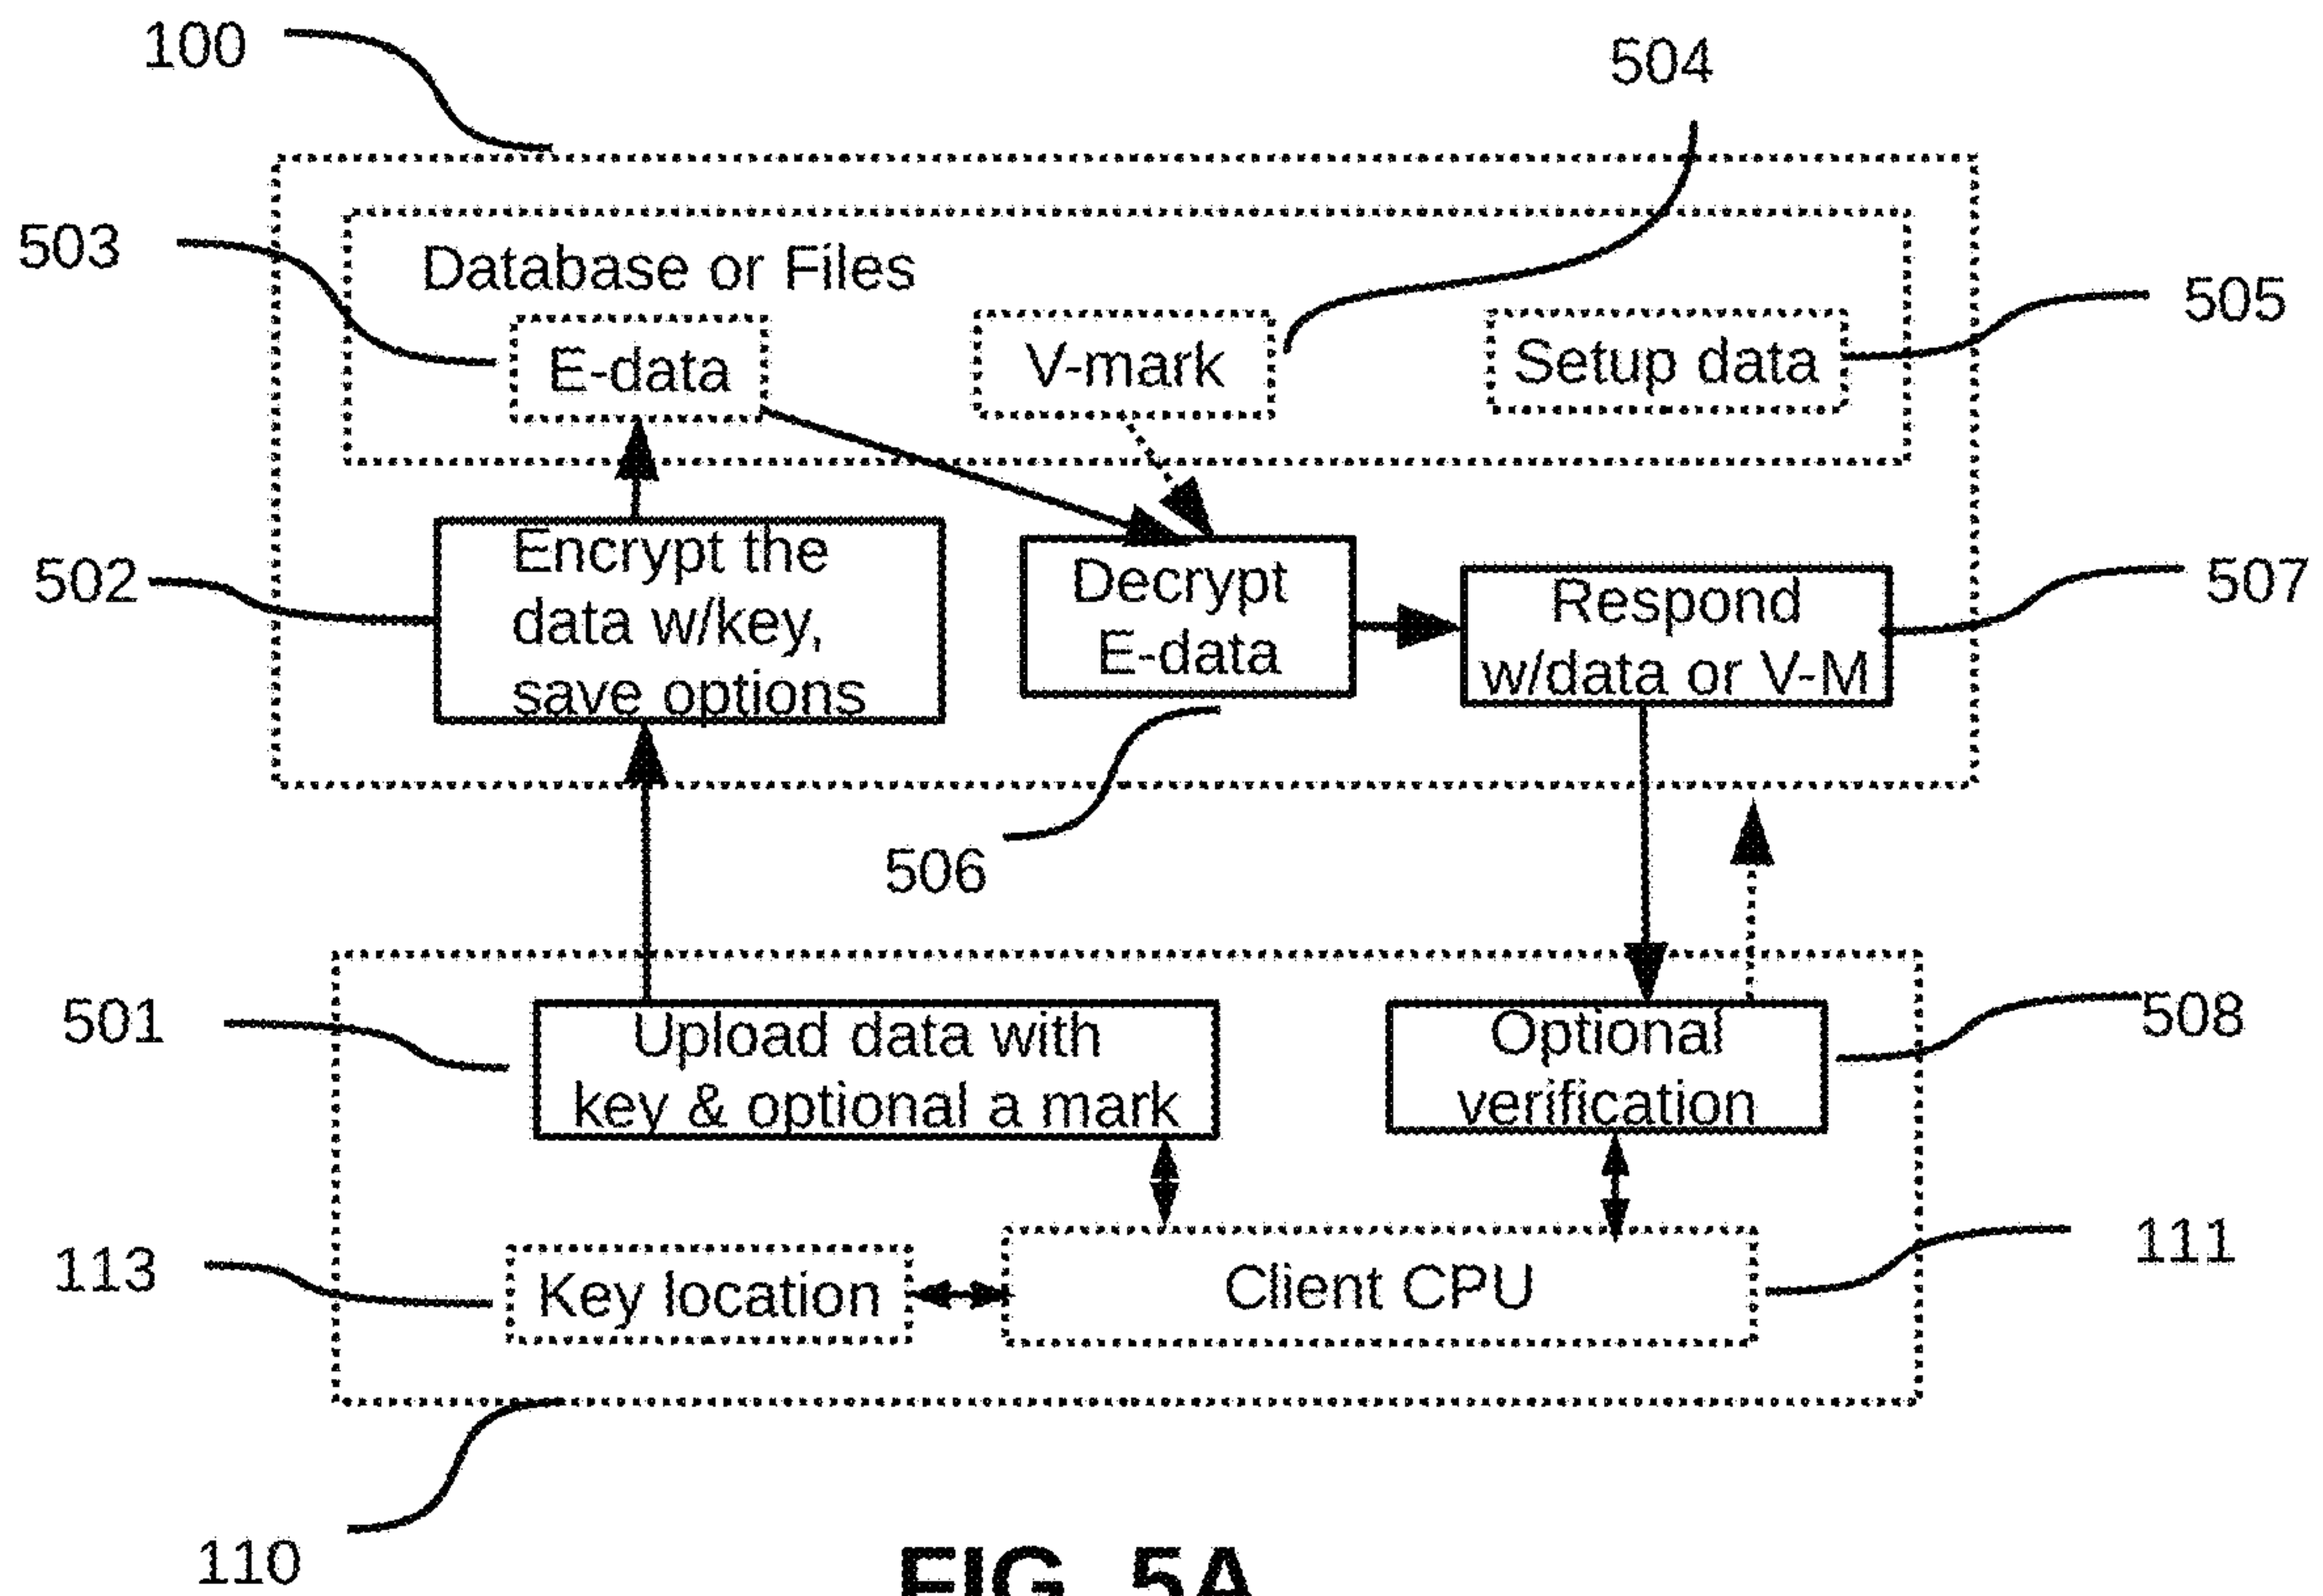 100
504
503
Database or Files
505
E-data
V-mark
Setup data
502
Encrypt the
data w/key,
save options
Decrypt
E-data
Respond
w/data or V-M
507
506
501
Upload data with
key & optional a mark
Optional
verification
508
113
Key location
Client CPU
111
110
FIG. 5A